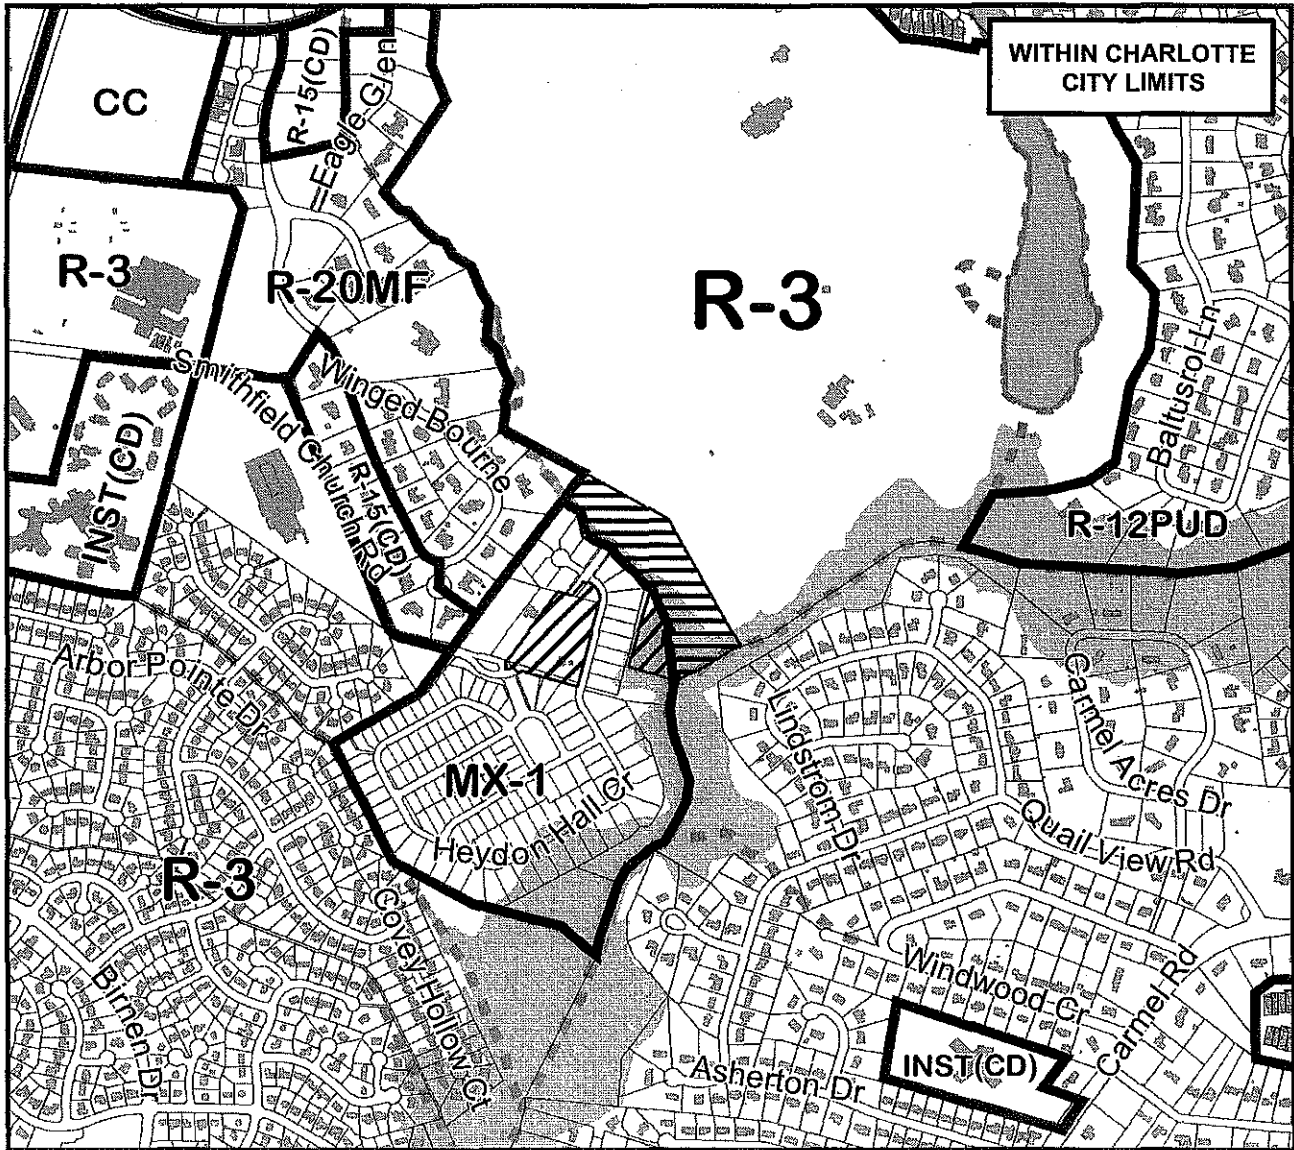 WITHIN CHARLOTTE
CITY LIMITS
CC
R-15(CD)
Eagle Glen
R-3
R-20MF
R-3
Smithfield Church Rd
Winged Bourne
R-15(CD)
INST(CD)
Baltusrol Ln
R-12PUD
Arbor Pointe Dr
MX-1
Heydon Hall Cr
Lindstrom Dr
Carmel Acres Dr
Quail View Rd
R-3
Covey Hollow Ct
Birnen Dr
Windwood Cr
Carmel Rd
INST(CD)
Asherton Dr